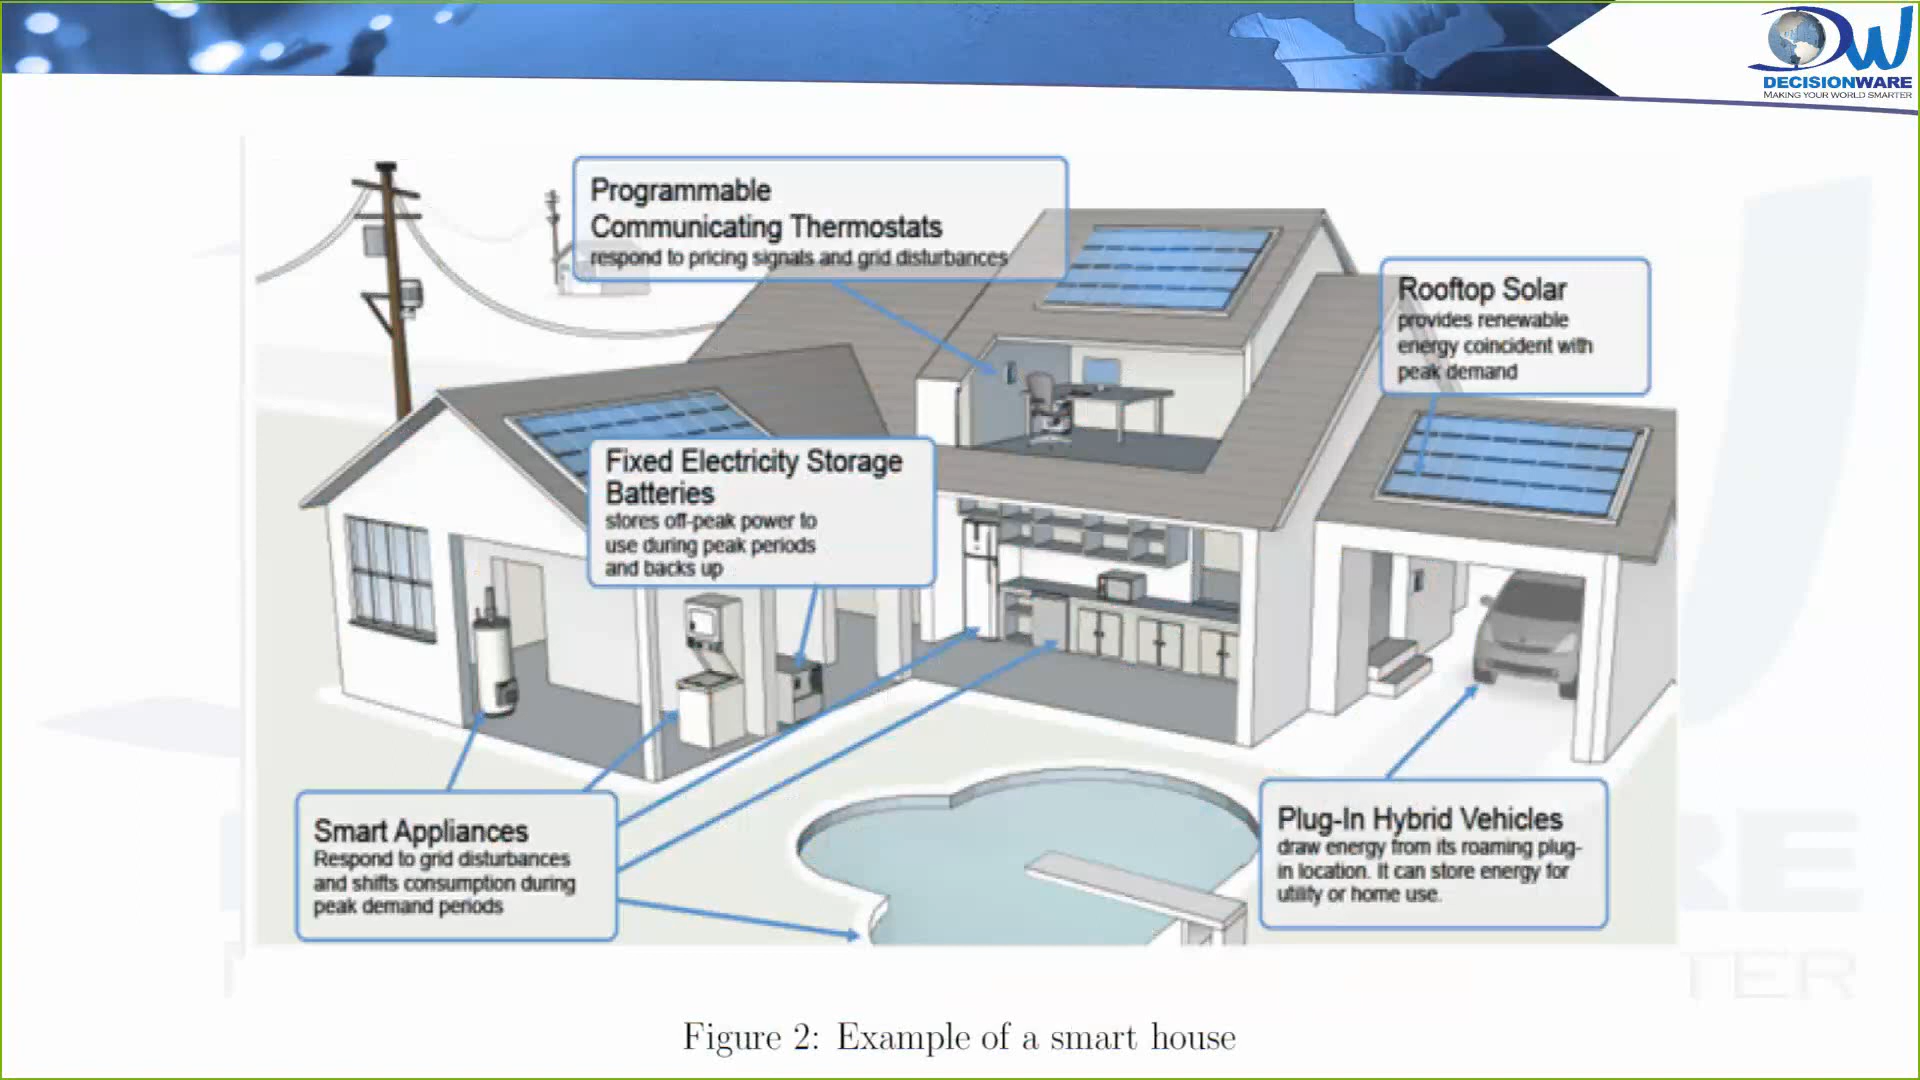 DECISIONWARE
MAKING YOUR WORLD SMARTER
Programmable
Communicating Thermostats
respond to pricing signals and grid disturbances
Rooftop Solar
provides renewable
energy coincident with
peak demand
Fixed Electricity Storage
Batteries
stores off-peak power to
use during peak periods
and backs up
Smart Appliances
Respond to grid disturbances
and shifts consumption during
peak demand periods
Plug-In Hybrid Vehicles
draw energy from its roaming plug-
in location. It can store energy for
utility or home use.
Figure 2: Example of a smart house